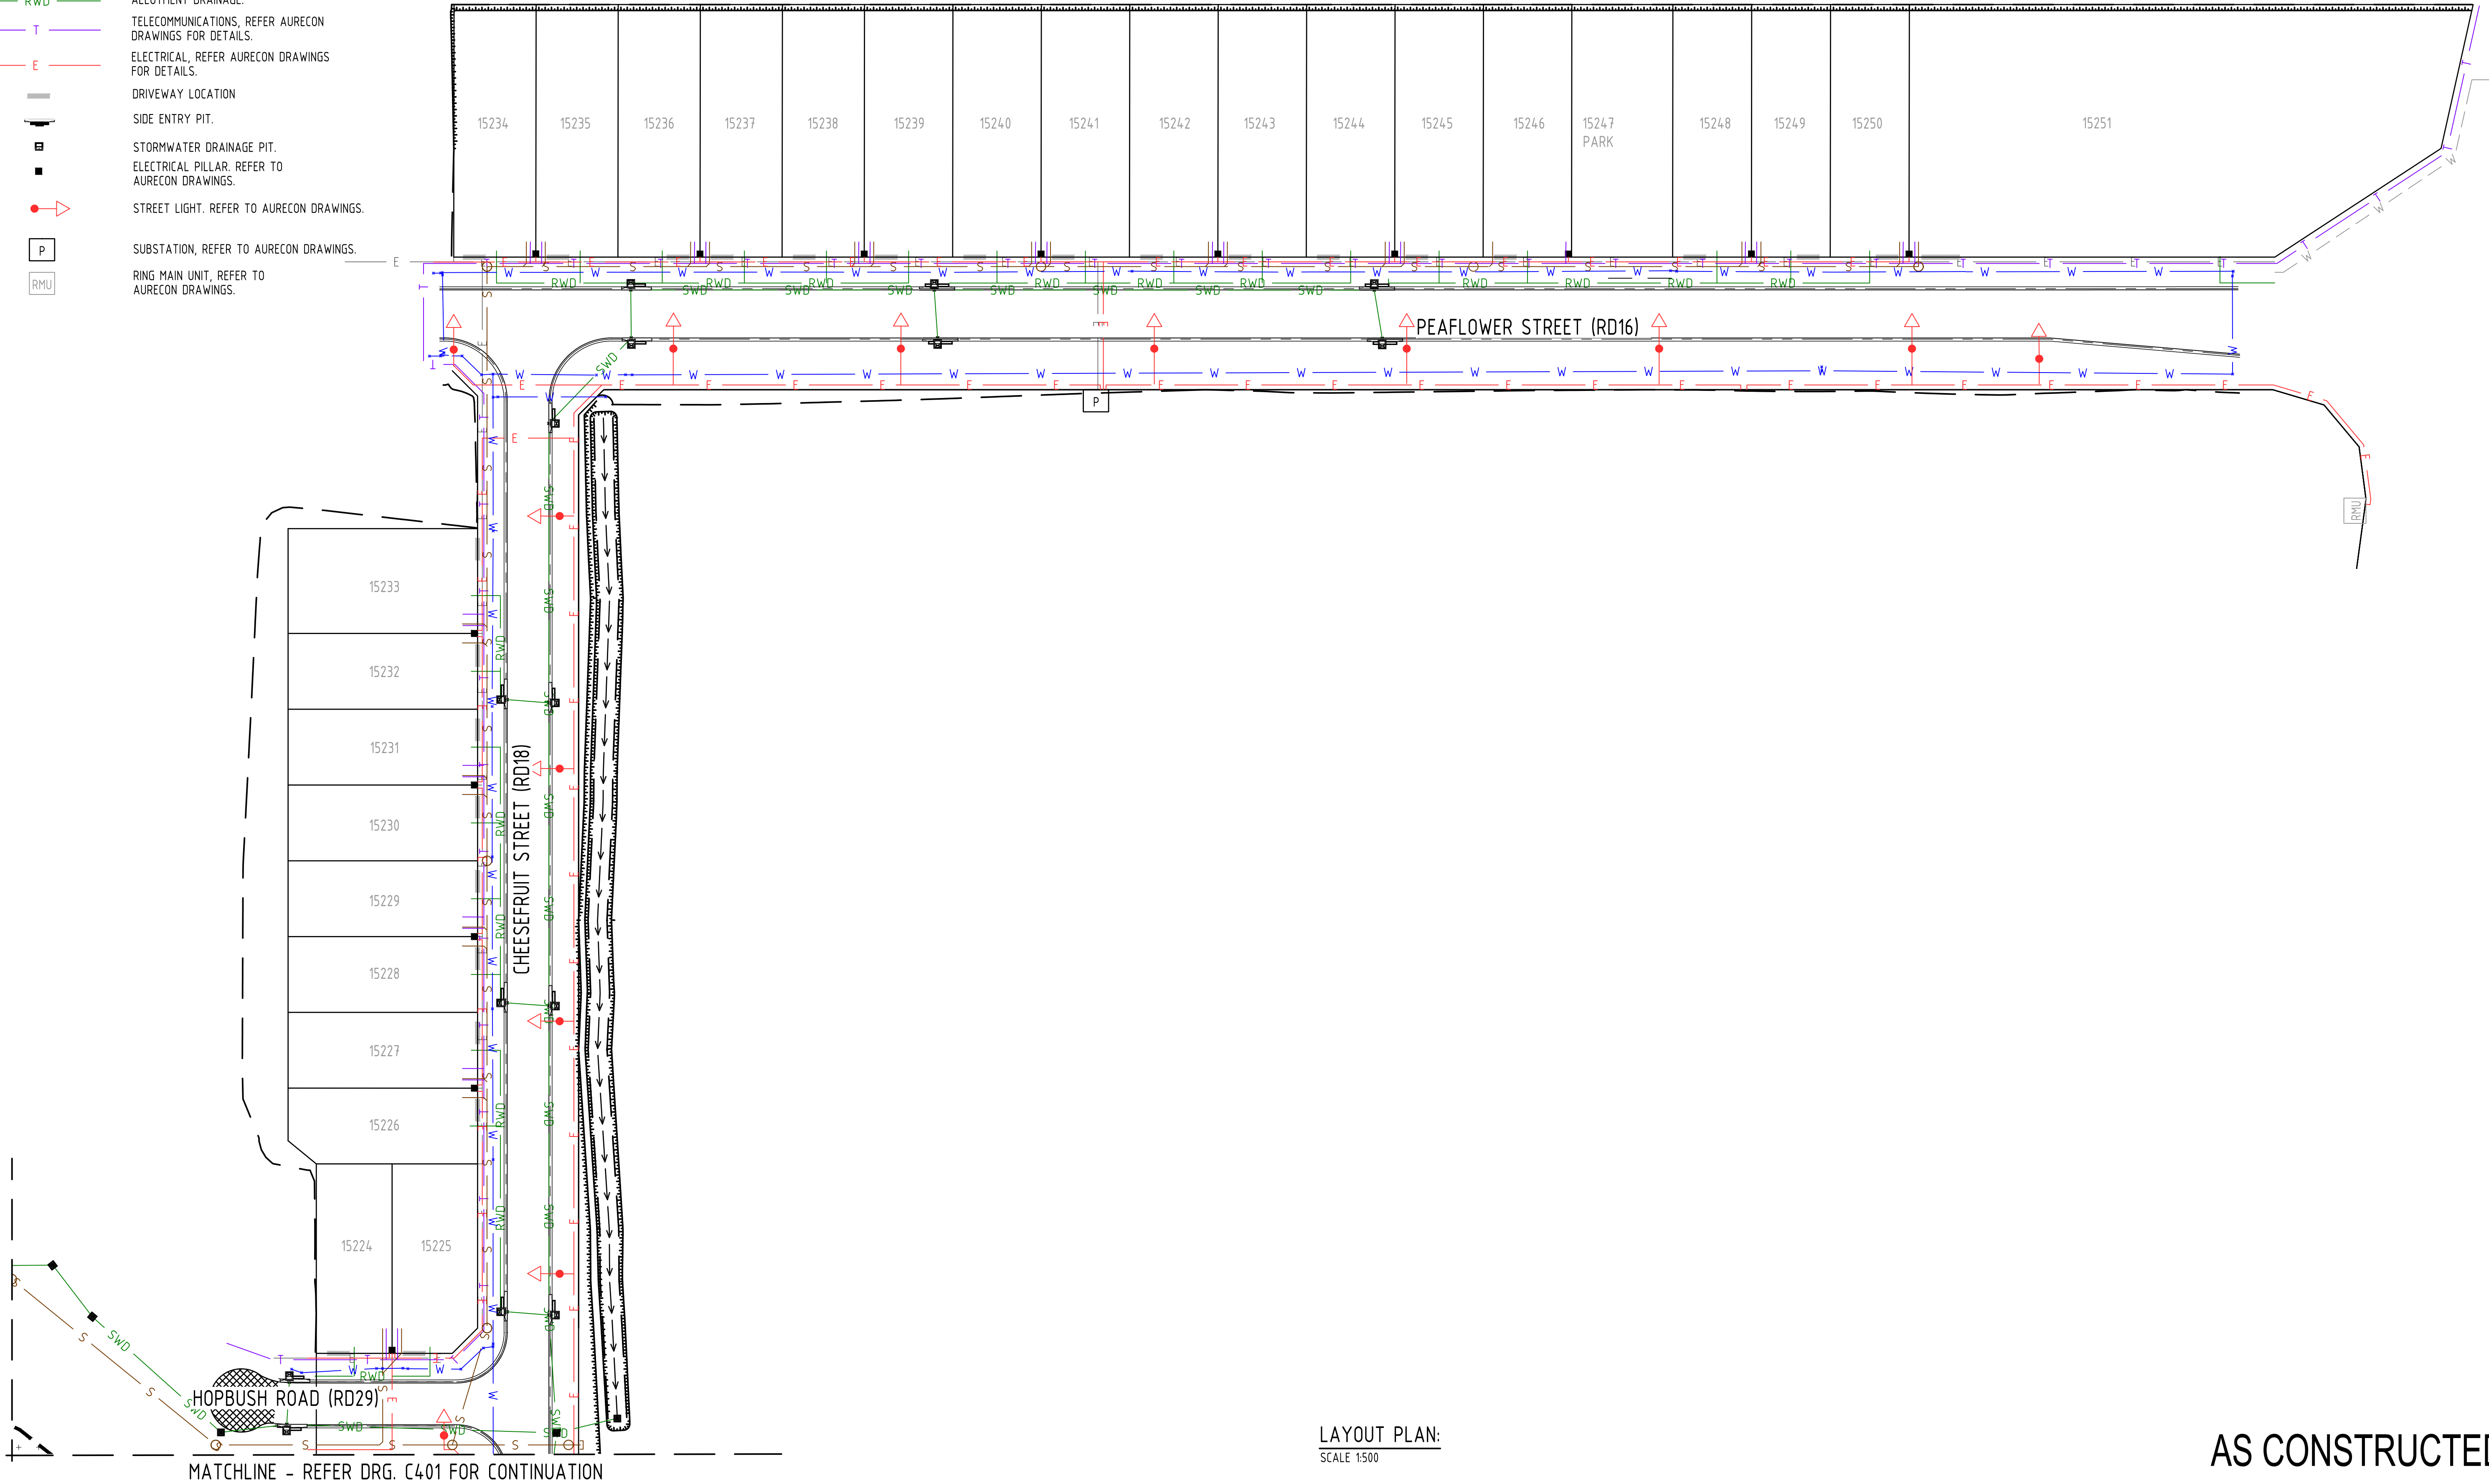 RWD
ALLOTMENT DRAINAGE.
T
TELECOMMUNICATIONS, REFER AURECON
DRAWINGS FOR DETAILS.
E
ELECTRICAL, REFER AURECON DRAWINGS
FOR DETAILS.
DRIVEWAY LOCATION
SIDE ENTRY PIT.
STORMWATER DRAINAGE PIT.
ELECTRICAL PILLAR. REFER TO
AURECON DRAWINGS.
STREET LIGHT. REFER TO AURECON DRAWINGS.
P
SUBSTATION, REFER TO AURECON DRAWINGS.
RMU
RING MAIN UNIT, REFER TO
AURECON DRAWINGS.
15234
15235
15236
15237
15238
15239
15240
15241
15242
15243
15244
15245
15246
15247
PARK
15248
15249
15250
15251
PEAFLOWER STREET (RD16)
P
RMU
15233
15232
15231
15230
15229
15228
15227
15226
15224
15225
CHEESEFRUIT STREET (RD18)
HOPBUSH ROAD (RD29)
MATCHLINE - REFER DRG. C401 FOR CONTINUATION
LAYOUT PLAN:
SCALE 1:500
AS CONSTRUCTED